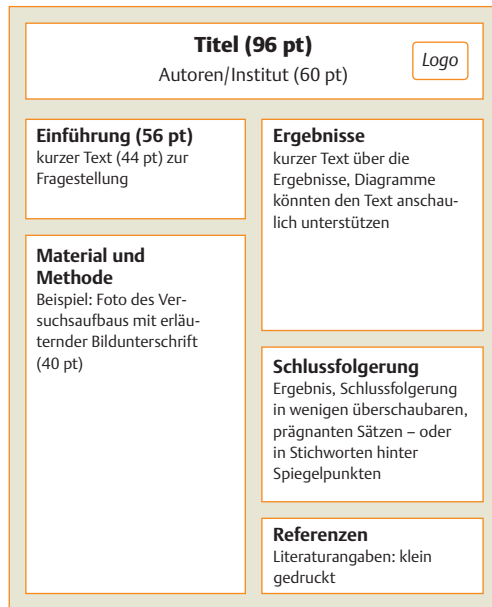 Titel (96 pt)
Autoren/Institut (60 pt)
Logo
Einführung (56 pt)
kurzer Text (44 pt) zur
Fragestellung
Material und
Methode
Beispiel: Foto des Ver-
suchsaufbaus mit erläu-
ternder Bildunterschrift
(40 pt)
Ergebnisse
kurzer Text über die
Ergebnisse, Diagramme
könnten den Text anschau-
lich unterstützen
Schlussfolgerung
Ergebnis, Schlussfolgerung
in wenigen überschaubaren,
prägnanten Sätzen – oder
in Stichworten hinter
Spiegelpunkten
Referenzen
Literaturangaben: klein
gedruckt